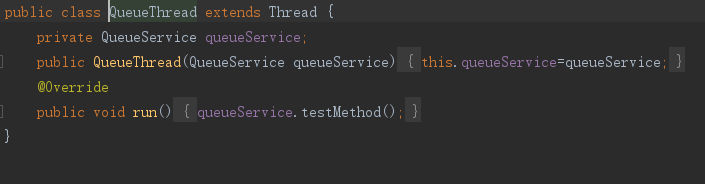 public class QueueThread extends Thread {
    private QueueService queueService;
    public QueueThread(QueueService queueService) { this.queueService=queueService; }
    @Override
    public void run() { queueService.testMethod(); }
}